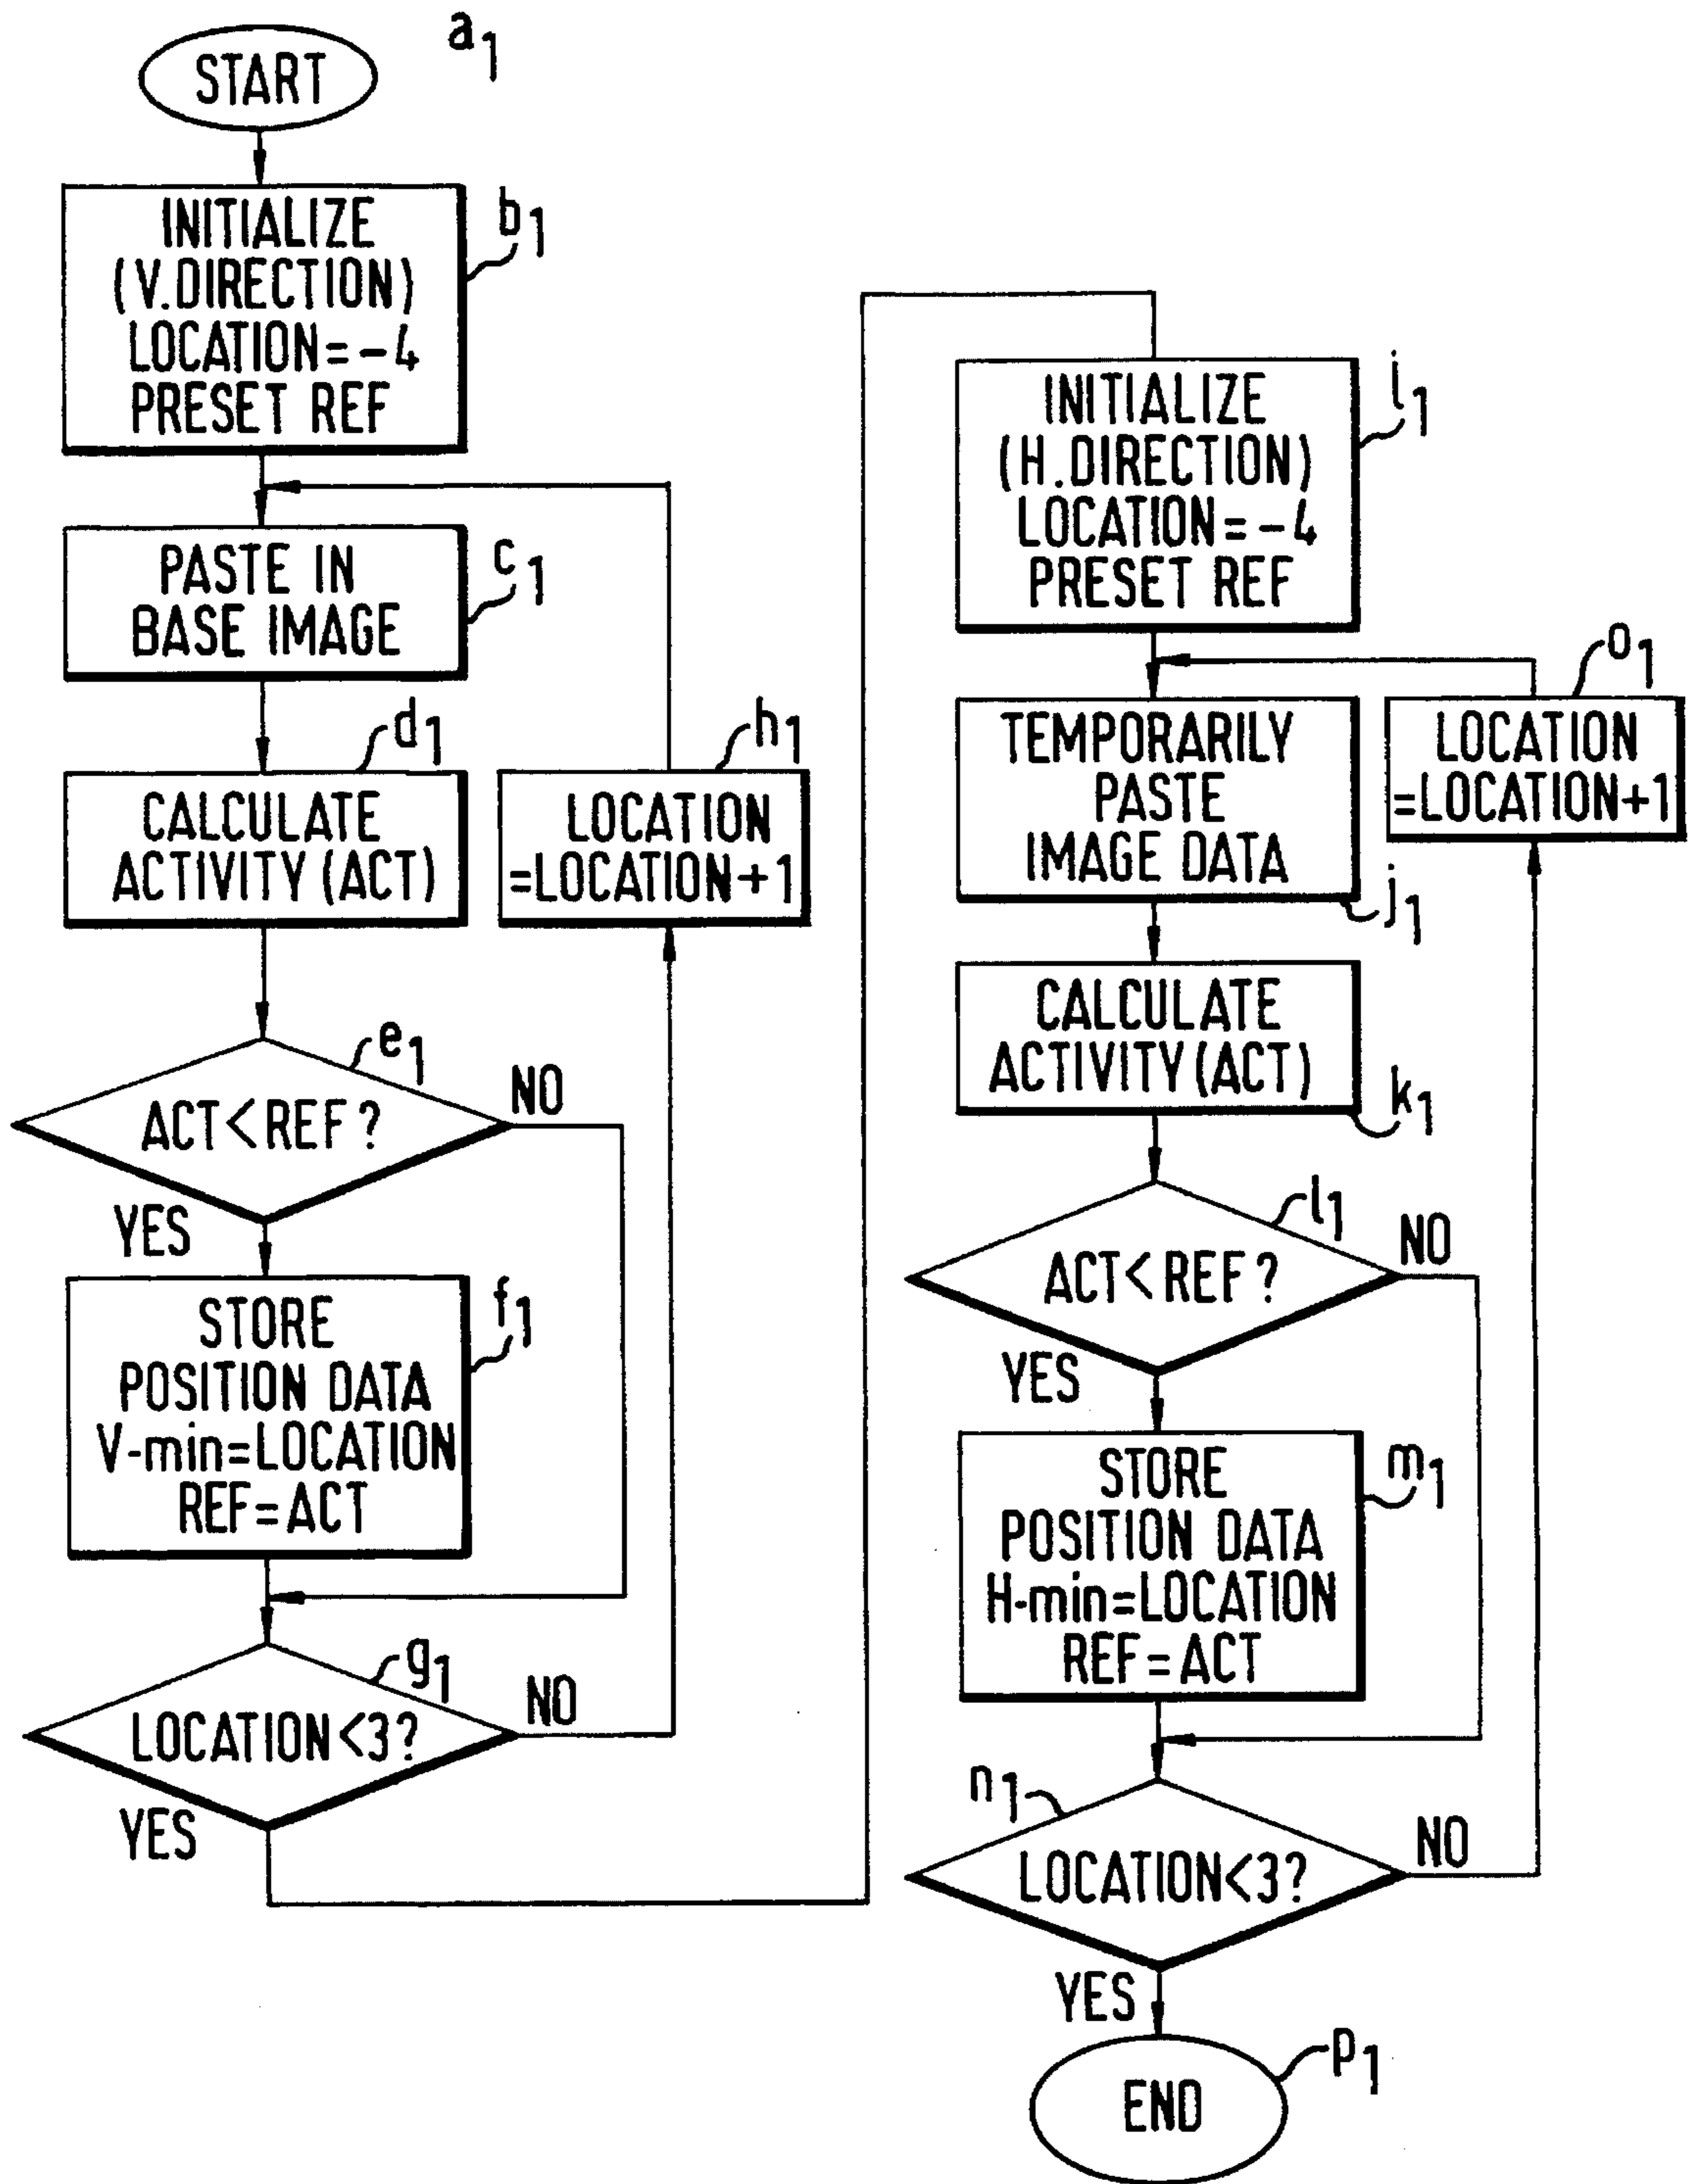 START
a1
INITIALIZE
(V.DIRECTION)
LOCATION=-4
PRESET REF
b1
PASTE IN
BASE IMAGE
c1
CALCULATE
ACTIVITY(ACT)
d1
LOCATION
=LOCATION+1
h1
ACT<REF?
e1
NO
YES
STORE
POSITION DATA
V-min=LOCATION
REF=ACT
f1
LOCATION<3?
g1
NO
YES
INITIALIZE
(H.DIRECTION)
LOCATION=-4
PRESET REF
i1
TEMPORARILY
PASTE
IMAGE DATA
j1
LOCATION
=LOCATION+1
o1
CALCULATE
ACTIVITY(ACT)
k1
ACT<REF?
l1
NO
YES
STORE
POSITION DATA
H-min=LOCATION
REF=ACT
m1
LOCATION<3?
n1
NO
YES
END
p1